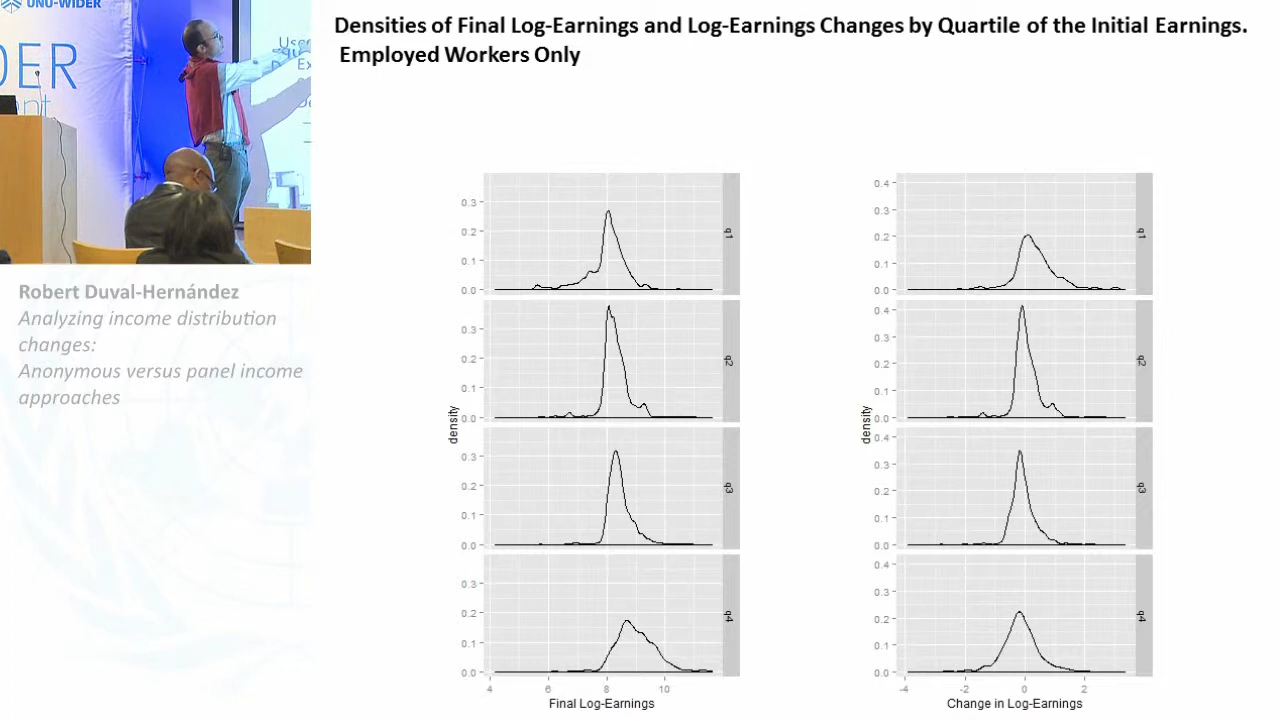 UNU-WIDER
DER
ent
Densities of Final Log-Earnings and Log-Earnings Changes by Quartile of the Initial Earnings.
Employed Workers Only
Robert Duval-Hernández
Analyzing income distribution
changes:
Anonymous versus panel income
approaches
density
0.3
0.2
0.1
0.0
q1
0.3
0.2
0.1
0.0
q2
0.3
0.2
0.1
0.0
q3
0.3
0.2
0.1
0.0
q4
4 6 8 10
Final Log-Earnings
density
0.4
0.3
0.2
0.1
0.0
q1
0.4
0.3
0.2
0.1
0.0
q2
0.4
0.3
0.2
0.1
0.0
q3
0.4
0.3
0.2
0.1
0.0
q4
-4 -2 0 2
Change in Log-Earnings